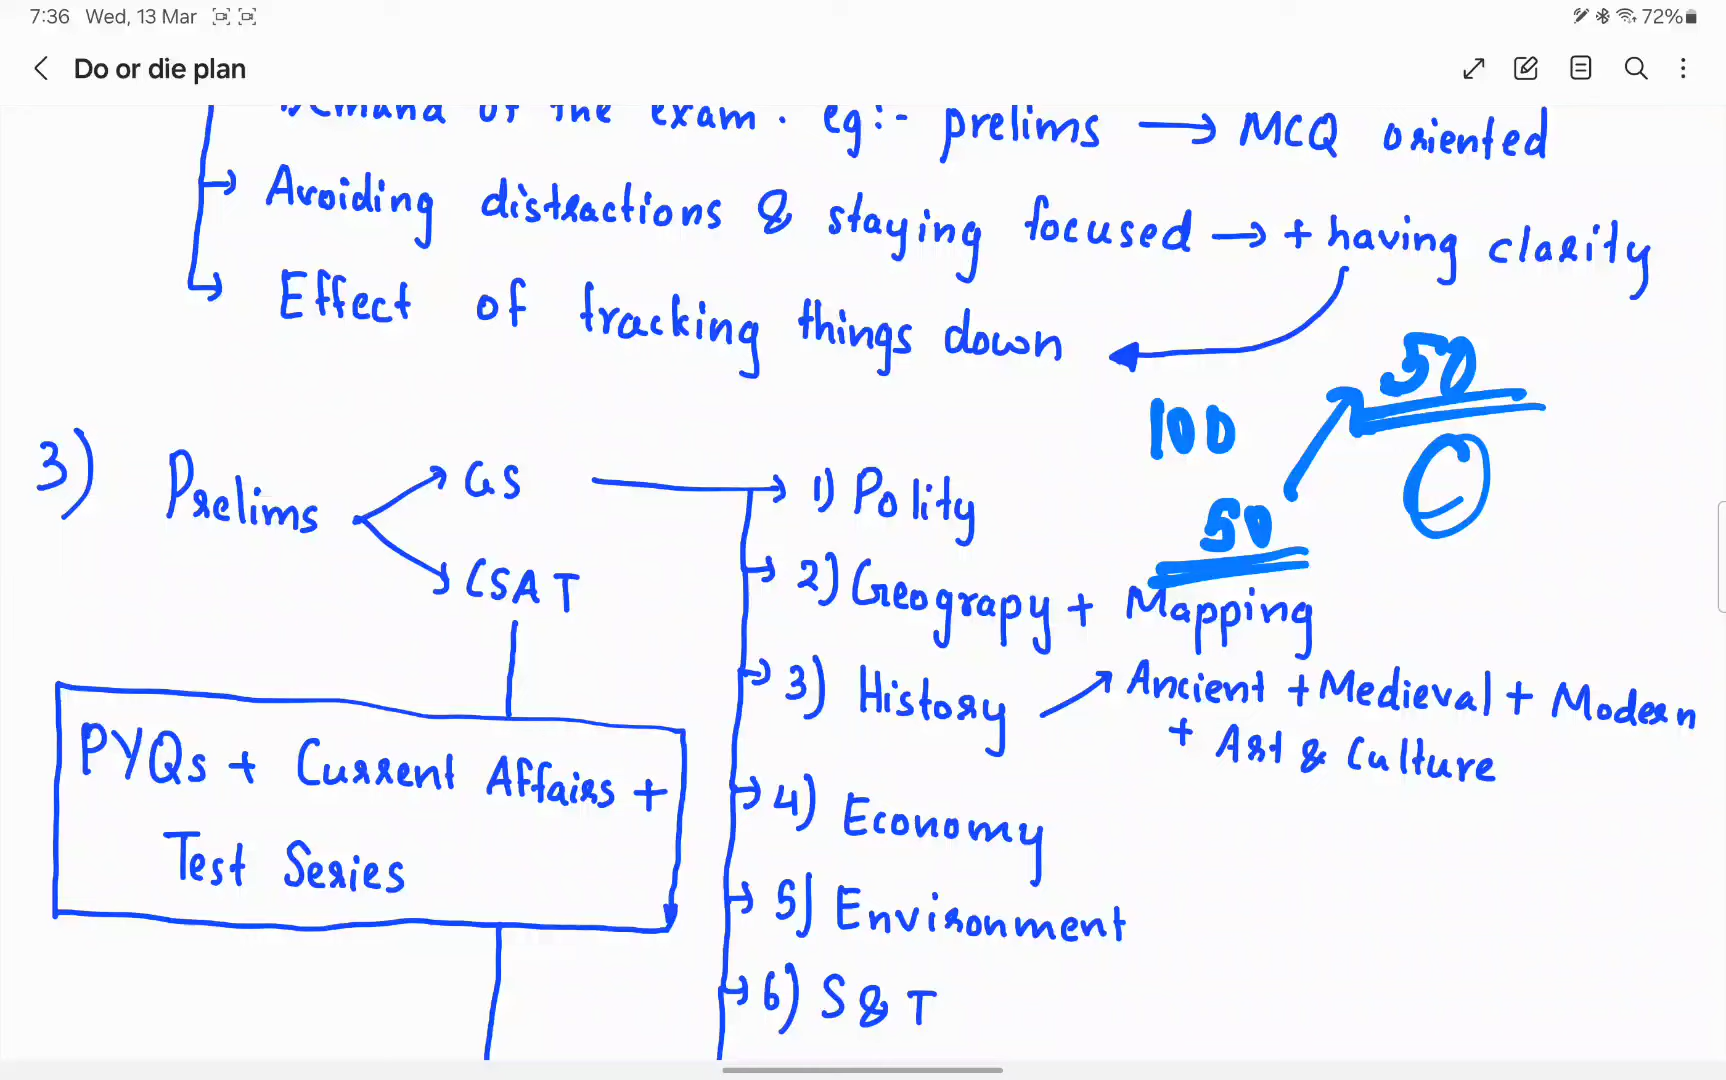 7:36 Wed, 13 Mar 72%
Do or die plan
Demand of the exam. eg:- prelims → MCQ oriented
→ Avoiding distractions & staying focused → + having clarity
→ Effect of tracking things down
50
100
C
50
3) Prelims → GS → 1) Polity
→ CSAT
→ 2) Geograpy + Mapping
→ 3) History → Ancient + Medieval + Modern
+ Art & Culture
→ 4) Economy
→ 5) Environment
→ 6) S & T
PYQs + Current Affairs +
Test Series